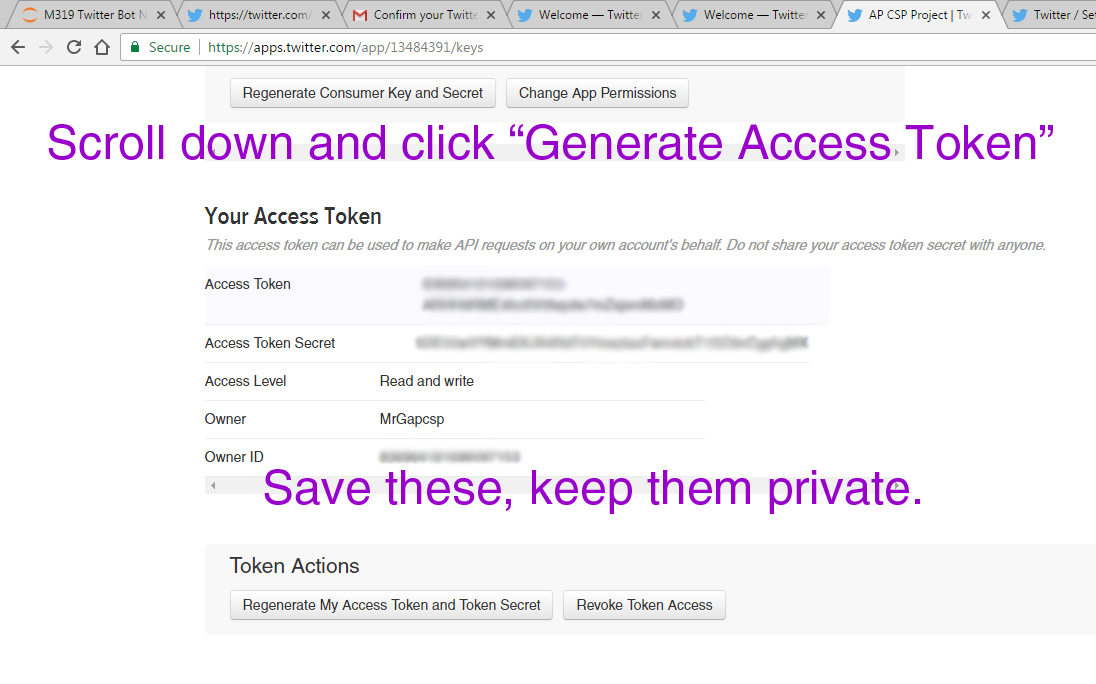 M319 Twitter Bot N
https://twitter.com/
Confirm your Twitte
Welcome — Twitter
Welcome — Twitte
AP CSP Project | Tw
Twitter / Set
Secure https://apps.twitter.com/app/13484391/keys
Regenerate Consumer Key and Secret Change App Permissions
Scroll down and click “Generate Access Token”
Your Access Token
This access token can be used to make API requests on your own account's behalf. Do not share your access token secret with anyone.
Access Token
Access Token Secret
Access Level Read and write
Owner MrGapcsp
Owner ID
Save these, keep them private.
Token Actions
Regenerate My Access Token and Token Secret Revoke Token Access